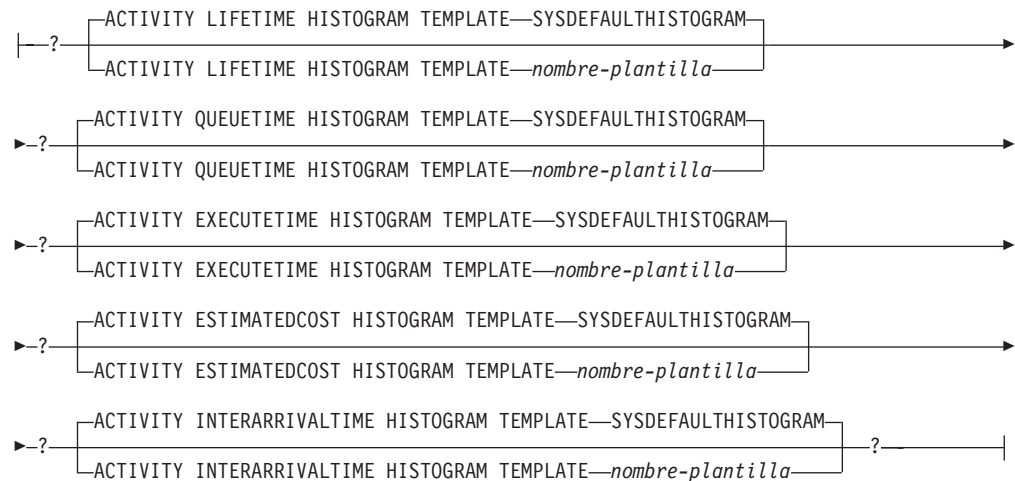 ACTIVITY LIFETIME HISTOGRAM TEMPLATE SYSDEFAULTHISTOGRAM
?
ACTIVITY LIFETIME HISTOGRAM TEMPLATE nombre-plantilla
ACTIVITY QUEUETIME HISTOGRAM TEMPLATE SYSDEFAULTHISTOGRAM
?
ACTIVITY QUEUETIME HISTOGRAM TEMPLATE nombre-plantilla
ACTIVITY EXECUTETIME HISTOGRAM TEMPLATE SYSDEFAULTHISTOGRAM
?
ACTIVITY EXECUTETIME HISTOGRAM TEMPLATE nombre-plantilla
ACTIVITY ESTIMATEDCOST HISTOGRAM TEMPLATE SYSDEFAULTHISTOGRAM
?
ACTIVITY ESTIMATEDCOST HISTOGRAM TEMPLATE nombre-plantilla
ACTIVITY INTERARRIVALTIME HISTOGRAM TEMPLATE SYSDEFAULTHISTOGRAM
? ?
ACTIVITY INTERARRIVALTIME HISTOGRAM TEMPLATE nombre-plantilla